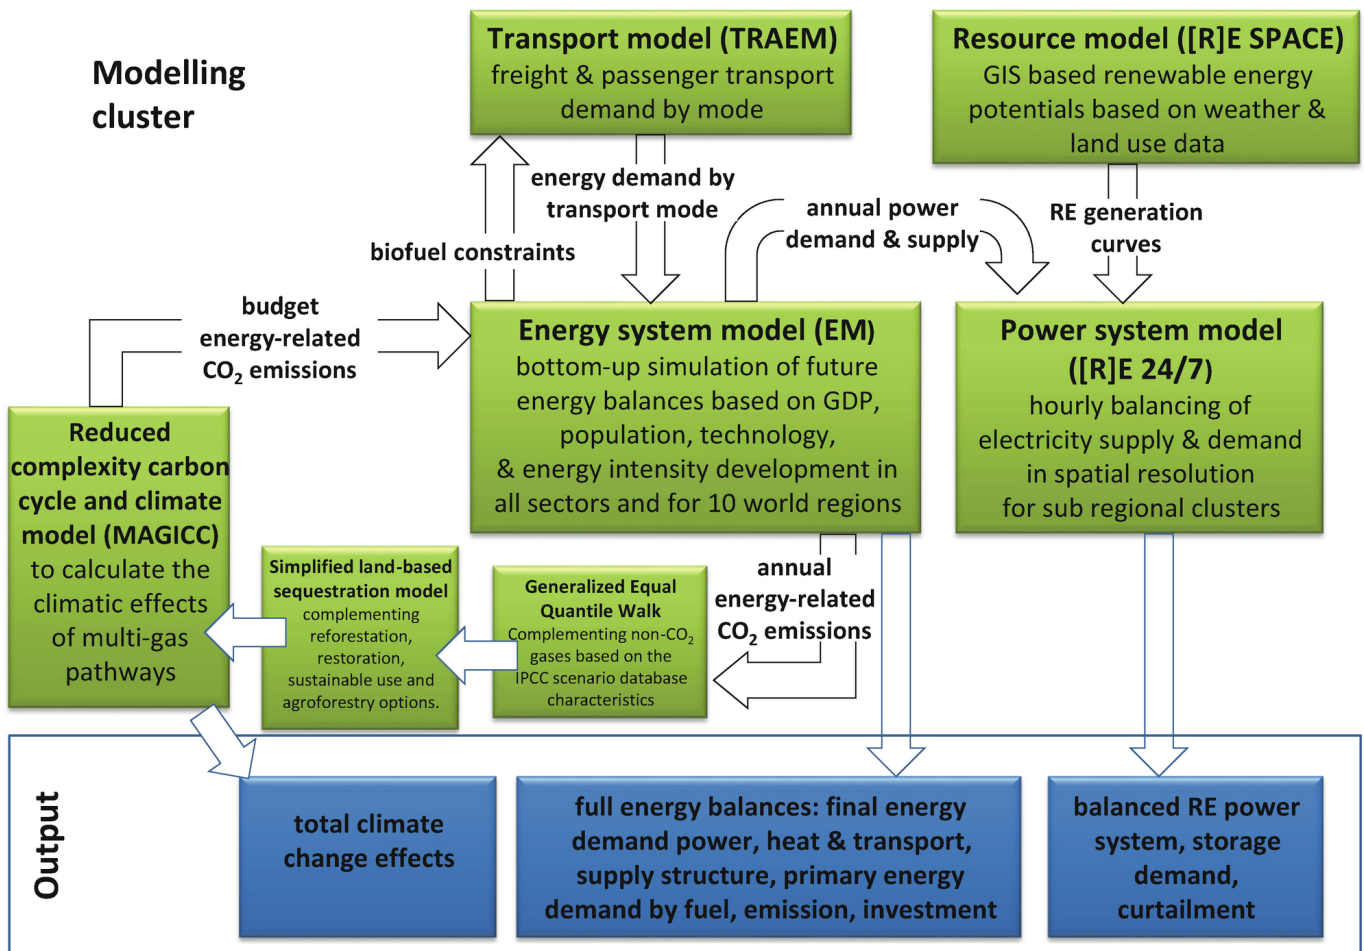 Modelling
cluster
Transport model (TRAEM)
freight & passenger transport
demand by mode
Resource model ([R]E SPACE)
GIS based renewable energy
potentials based on weather &
land use data
energy demand by
transport mode
biofuel constraints
annual power
demand & supply
RE generation
curves
budget
energy-related
CO₂ emissions
Energy system model (EM)
bottom-up simulation of future
energy balances based on GDP,
population, technology,
& energy intensity development in
all sectors and for 10 world regions
Power system model
([R]E 24/7)
hourly balancing of
electricity supply & demand
in spatial resolution
for sub regional clusters
Reduced
complexity carbon
cycle and climate
model (MAGICC)
to calculate the
climatic effects
of multi-gas
pathways
Simplified land-based
sequestration model
complementing
reforestation,
restoration,
sustainable use and
agroforestry options.
Generalized Equal
Quantile Walk
Complementing non-CO₂
gases based on the
IPCC scenario database
characteristics
annual
energy-related
CO₂ emissions
Output
total climate
change effects
full energy balances: final energy
demand power, heat & transport,
supply structure, primary energy
demand by fuel, emission, investment
balanced RE power
system, storage
demand,
curtailment